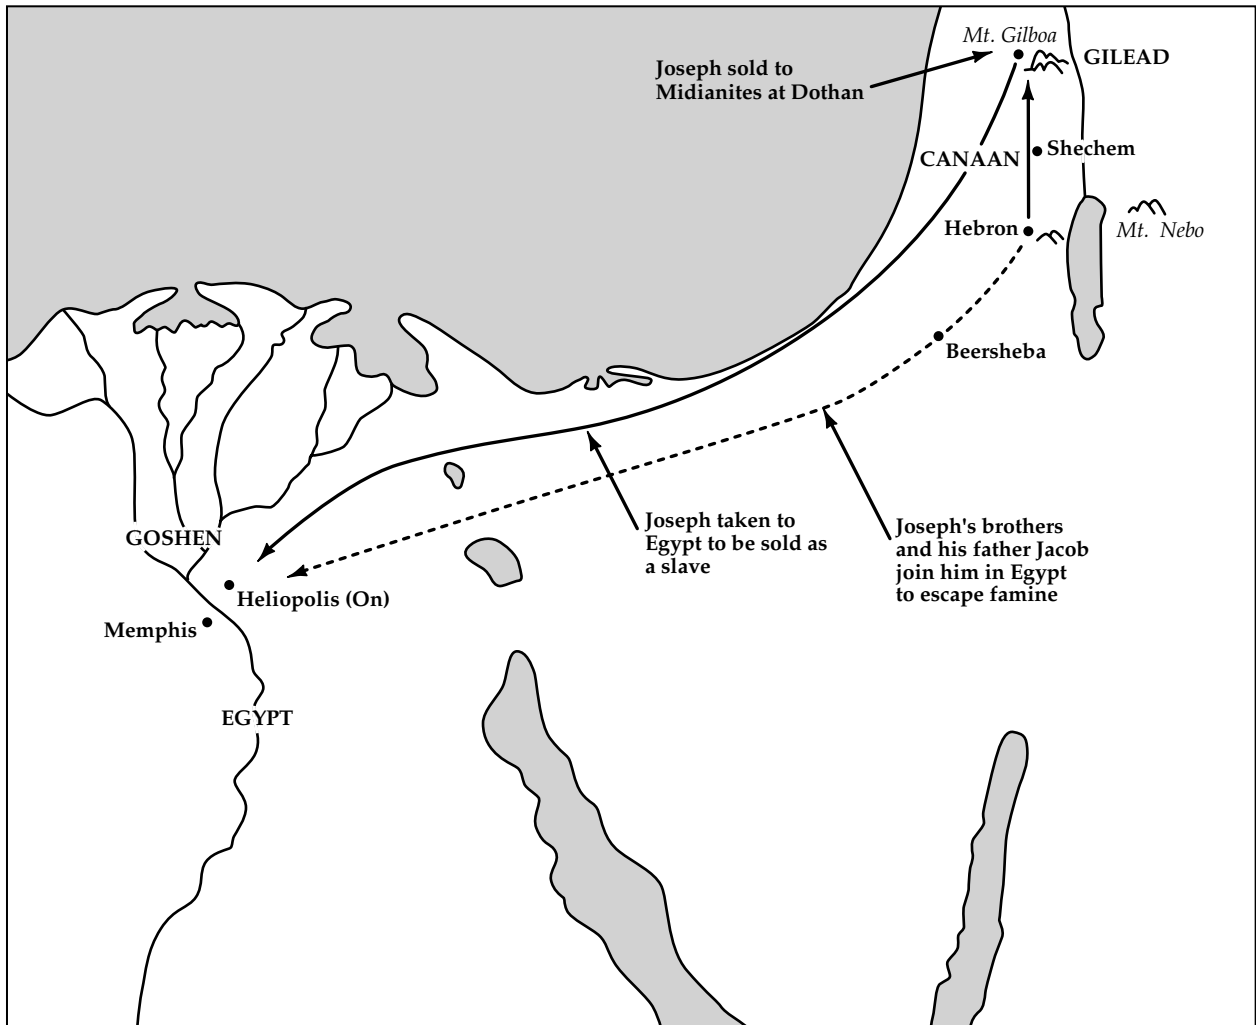 Mt. Gilboa
GILEAD
Joseph sold to
Midianites at Dothan
CANAAN
Shechem
Hebron
Mt. Nebo
Beersheba
Joseph taken to
Egypt to be sold as
a slave
Joseph's brothers
and his father Jacob
join him in Egypt
to escape famine
GOSHEN
Heliopolis (On)
Memphis
EGYPT